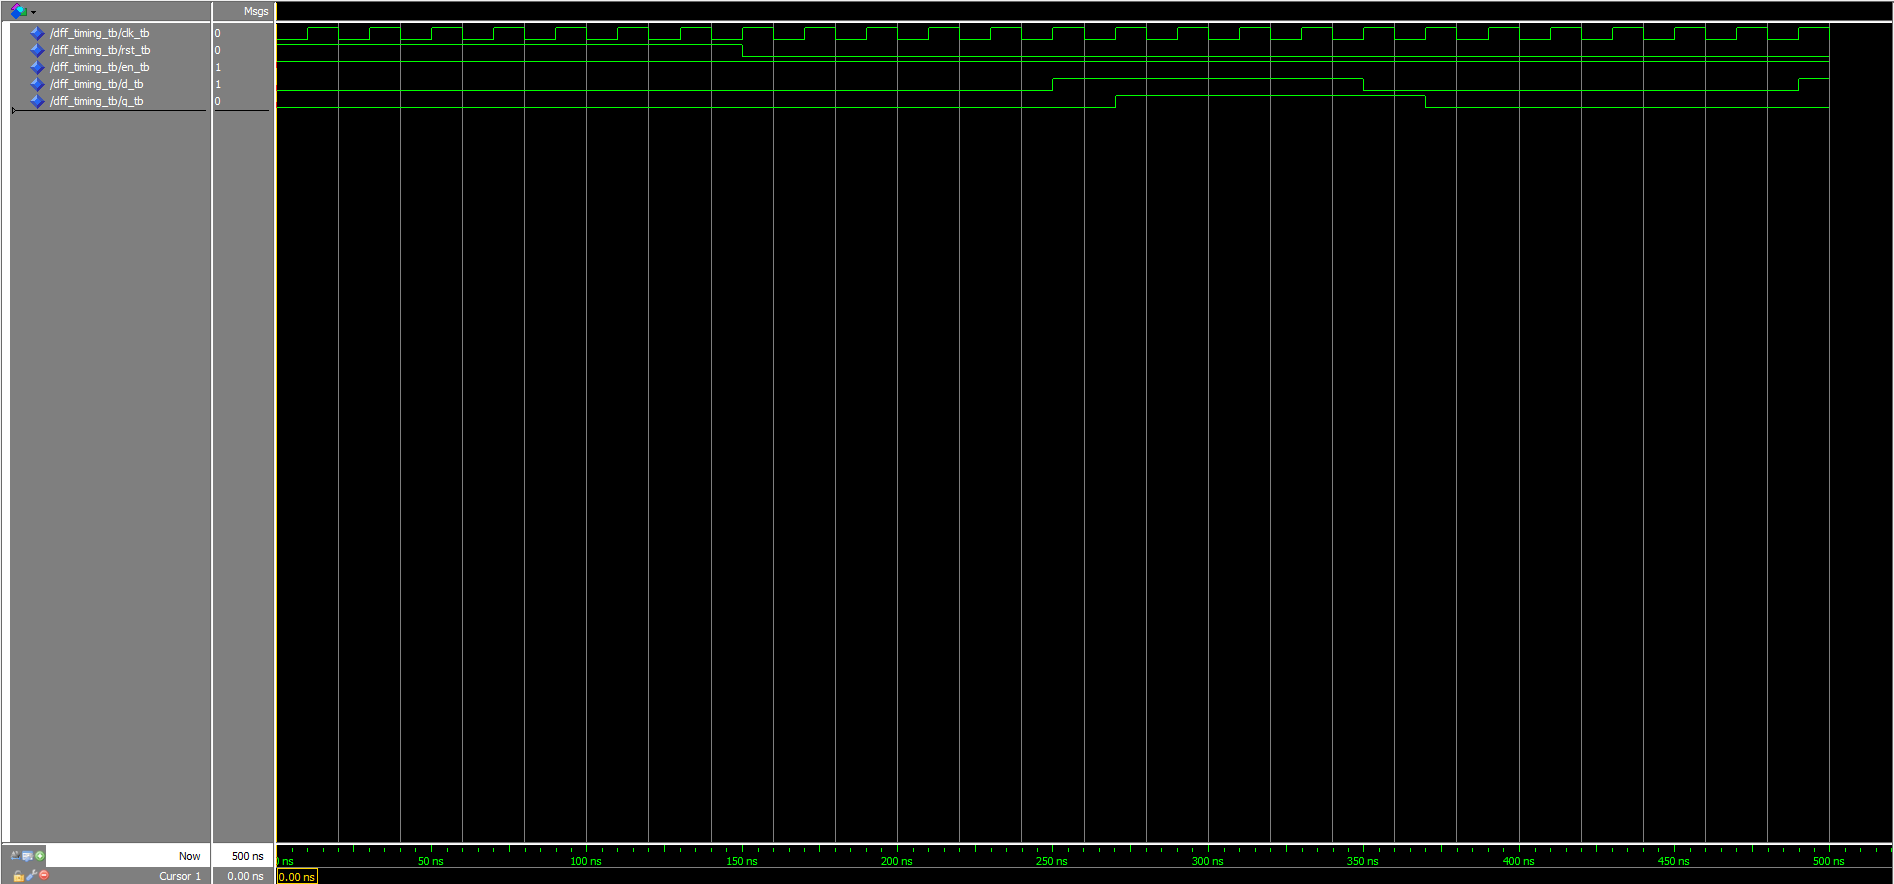 Msgs
/dff_timing_tb/clk_tb 0
/dff_timing_tb/rst_tb 0
/dff_timing_tb/en_tb 1
/dff_timing_tb/d_tb 1
/dff_timing_tb/q_tb 0
Now 500 ns ns 50 ns 100 ns 150 ns 200 ns 250 ns 300 ns 350 ns 400 ns 450 ns 500 ns
Cursor 1 0.00 ns 0.00 ns